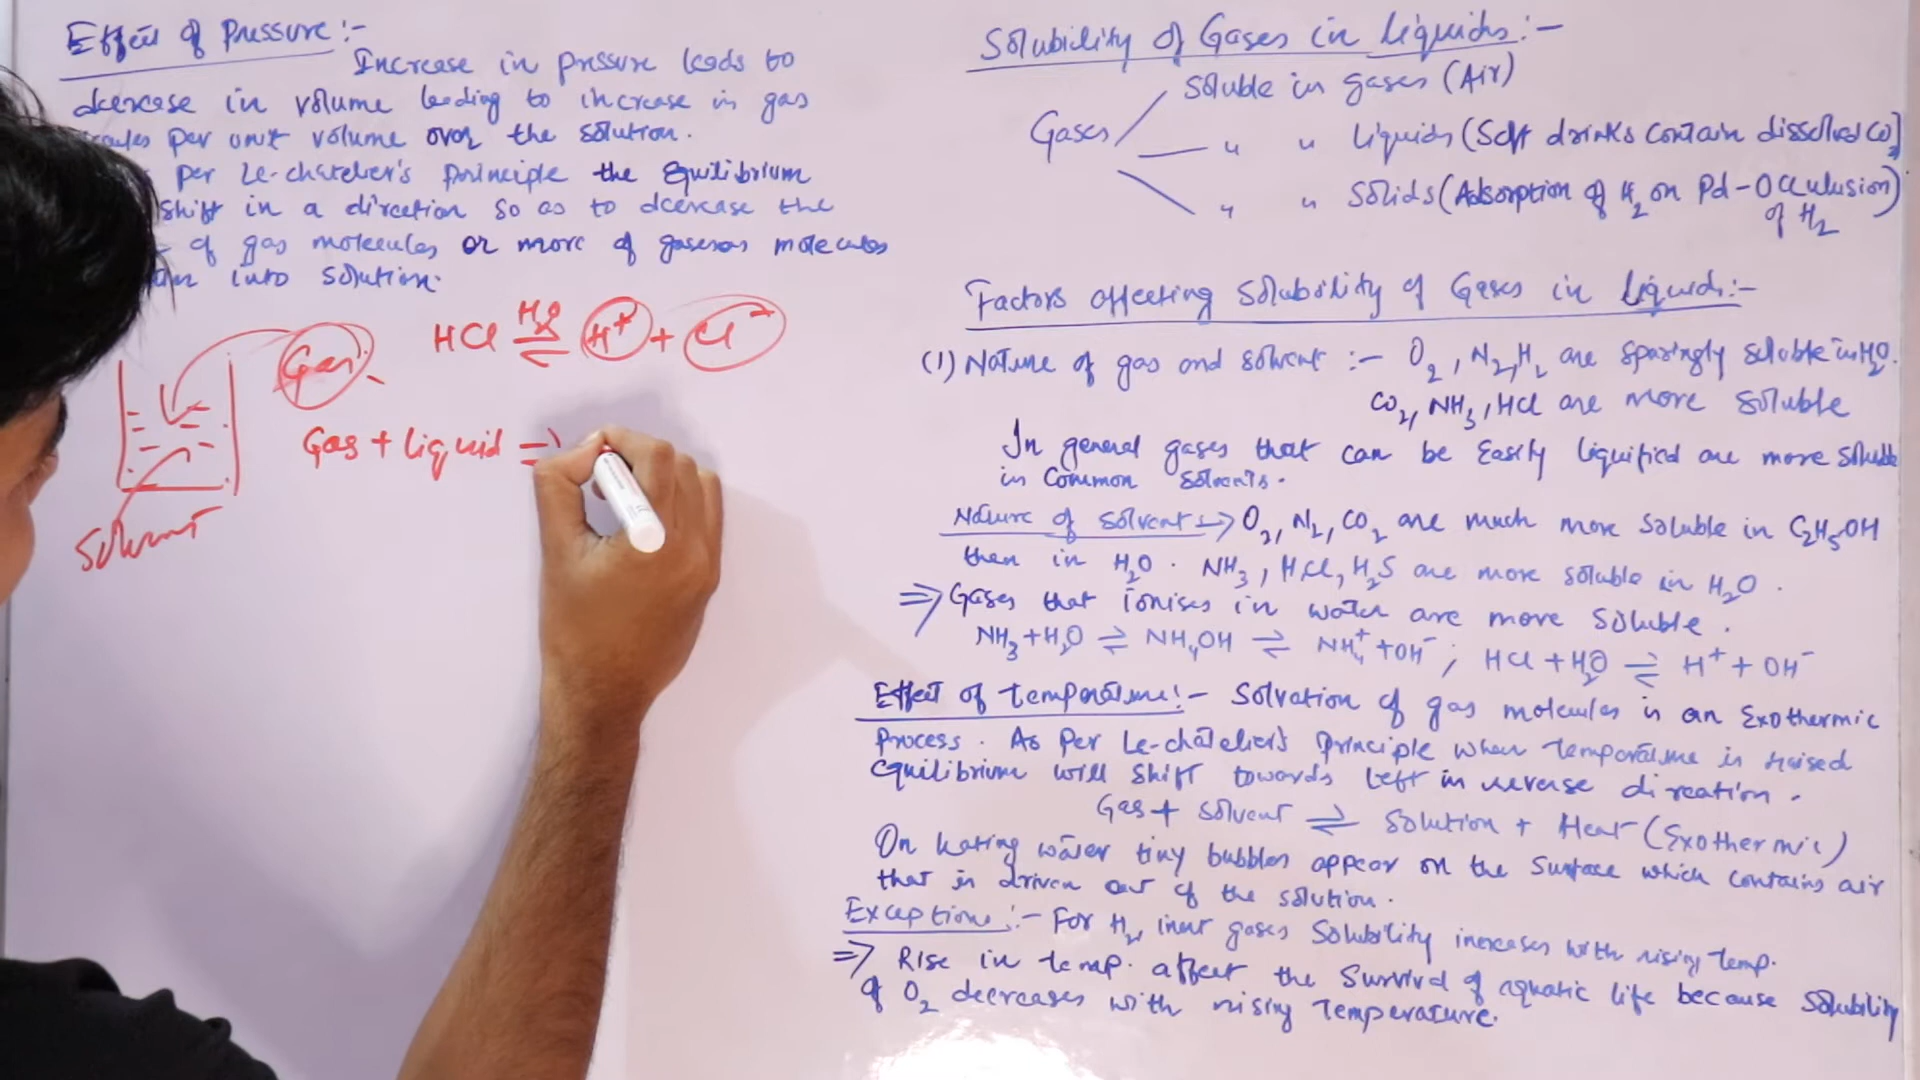 Effect of Pressure :-
Increase in pressure leads to
decrease in volume leading to increase in gas
per unit volume over the solution.
per Le-chatelier's principle the Equilibrium
shift in a direction so as to decrease the
of gas molecules or more of gaseous molecules
into solution.
HCl ⇌ H+ + Cl-
H2O
Gas
Gas + liquid
Solvent
Solubility of Gases in liquids :-
Soluble in gases (Air)
Gases
" " Liquids (Soft drinks contain dissolved CO2)
" " Solids (Adsorption of H2 on Pd - Occulusion
of H2)
Factors affecting Solubility of Gases in liquids :-
(1) Nature of gas and solvent :- O2, N2, H2 are sparingly soluble in H2O.
CO2, NH3, HCl are more soluble
In general gases that can be Easily liquified are more soluble
in Common solvents.
Nature of solvent → O2, N2, CO2 are much more soluble in C2H5OH
then in H2O. NH3, HCl, H2S are more soluble in H2O.
⇒ Gases that ionises in water are more soluble.
NH3 + H2O ⇌ NH4OH ⇌ NH4+ + OH- ; HCl + H2O ⇌ H+ + OH-
Effect of temperature :- Solvation of gas molecules is an Exothermic
Process. As Per Le-chatelier's principle when temperature is raised
Equilibrium will shift towards left in reverse direction.
Gas + solvent ⇌ Solution + Heat (Exothermic)
On heating water tiny bubbles appear on the surface which contains air
that is driven out of the solution.
Exceptions :- For H2, inert gases Solubility increases with rising temp.
⇒ Rise in temp. affect the Survival of aquatic life because solubility
of O2 decreases with rising temperature.